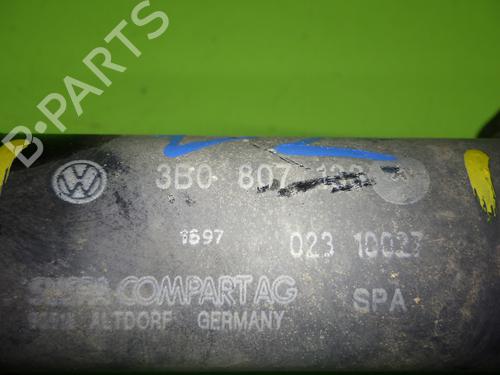 B-Parts
3B0 807
1697 023 10027
COMPART AG SPA
ALTDORF GERMANY